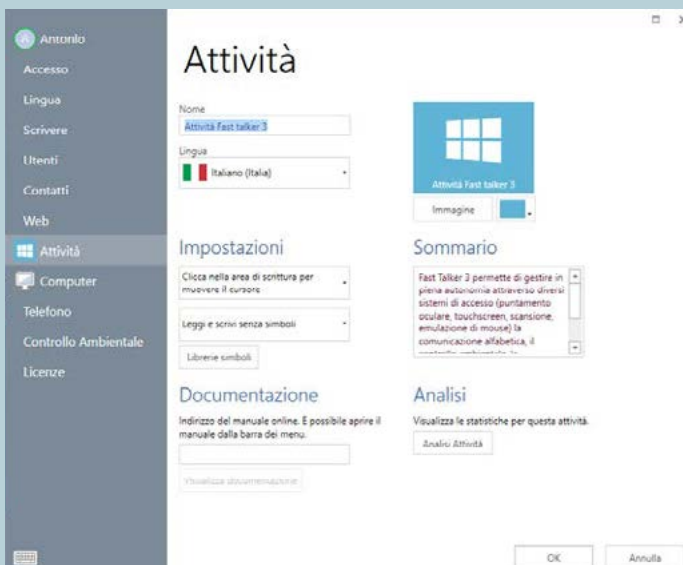 Antonio
Accesso
Lingua
Scrivere
Utenti
Contatti
Web
Attività
Computer
Telefono
Controllo Ambientale
Licenze
Attività
Nome
Attività Fast talker 3
Lingua
Italiano (Italia)
Attività Fast talker 3
Immagine
Impostazioni
Clicca nella area di scrittura per
muovere il cursore
Leggi e scrivi senza simboli
Librerie simboli
Sommario
Fast Talker 3 permette di gestire in
piena autonomia attraverso diversi
sistemi di accesso (puntamento
oculare, touchscreen, scansione,
emulazione di mouse) la
comunicazione alfabetica, il
Documentazione
Indirizzo del manuale online. E possibile aprire il
manuale dalla barra dei menu.
Visualizza documentazione
Analisi
Visualizza le statistiche per questa attività.
Analisi Attività
OK
Annulla